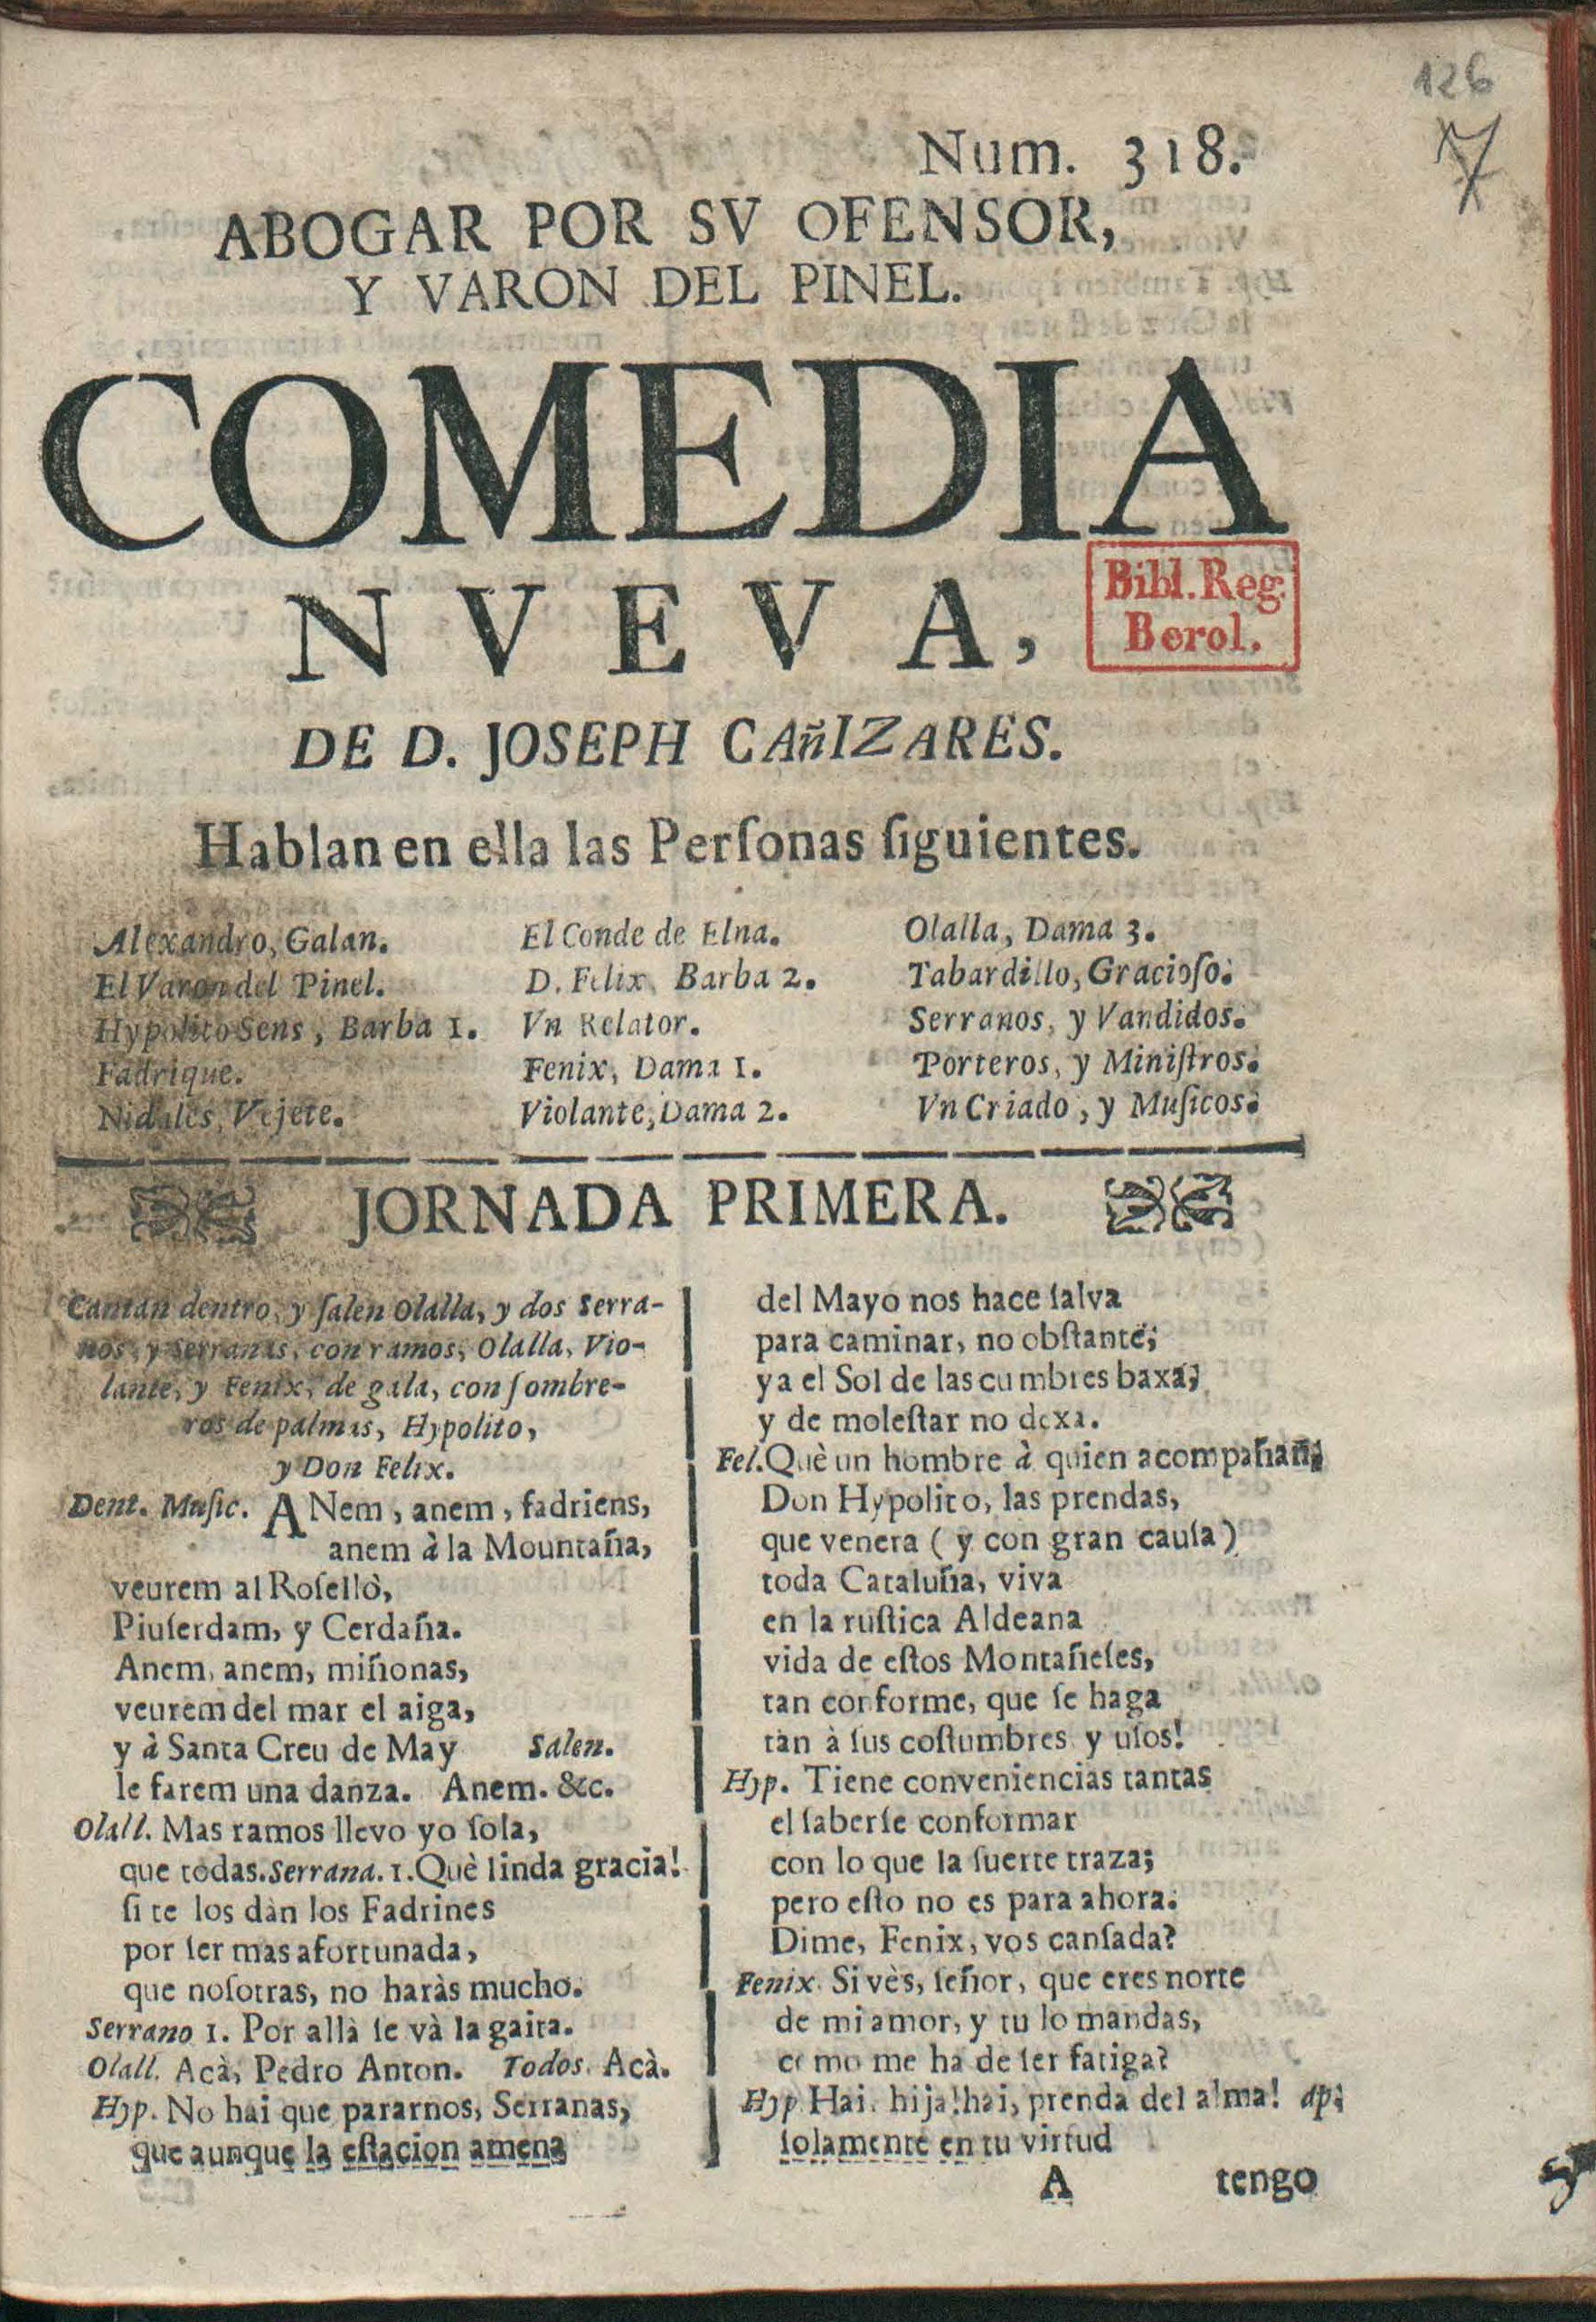 126
7
Num. 318.
ABOGAR POR SV OFENSOR,
Y VARON DEL PINEL.
COMEDIA
NVEVA,
Bibl. Reg.
Berol.
DE D. JOSEPH CAñIZARES.
Hablan en ella las Perſonas ſiguientes.
Alexandro, Galan.
El Varon del Pinel.
Hypolito Sens, Barba 1.
Fadrique.
Nidales, Vejete.
El Conde de Elna.
D. Felix, Barba 2.
Vn Relator.
Fenix, Dama 1.
Violante, Dama 2.
Olalla, Dama 3.
Tabardillo, Gracioſo.
Serranos, y Vandidos.
Porteros, y Miniſtros.
Vn Criado, y Muſicos.
JORNADA PRIMERA.
Cantan dentro, y ſalen Olalla, y dos Serra-
nos, y Serranas, con ramos, Olalla, Vio-
lante, y Fenix, de gala, con ſombre-
ros de palmas, Hypolito,
y Don Felix.
Dent. Muſic. ANem, anem, fadriens,
anem à la Mountaña,
veurem al Roſellò,
Piuſerdam, y Cerdaña.
Anem, anem, miñonas,
veurem del mar el aiga,
y à Santa Creu de May Salen.
le farem una danza. Anem. &c.
Olall. Mas ramos llevo yo ſola,
que todas. Serrana. 1. Què linda gracia!
ſi te los dàn los Fadrines
por ſer mas afortunada,
que noſotras, no haràs mucho.
Serrano 1. Por allà ſe và la gaita.
Olall. Acà, Pedro Anton. Todos. Acà.
Hyp. No hai que pararnos, Serranas,
que aunque la eſtacion amena
del Mayo nos hace ſalva
para caminar, no obſtante;
ya el Sol de las cumbres baxa;
y de moleſtar no dexa.
Fel. Què un hombre à quien acompañan
Don Hypolito, las prendas,
que venera (y con gran cauſa)
toda Cataluña, viva
en la ruſtica Aldeana
vida de eſtos Montañeſes,
tan conforme, que ſe haga
tàn à ſus coſtumbres y uſos!
Hyp. Tiene conveniencias tantas
el ſaberſe conformar
con lo que la ſuerte traza;
pero eſto no es para ahora.
Dime, Fenix, vos canſada?
Fenix. Si vès, ſeñor, que eres norte
de mi amor, y tu lo mandas,
como me ha de ſer fatiga?
Hyp. Hai, hija! hai, prenda del alma! ap.
ſolamente en tu virtud
A
tengo